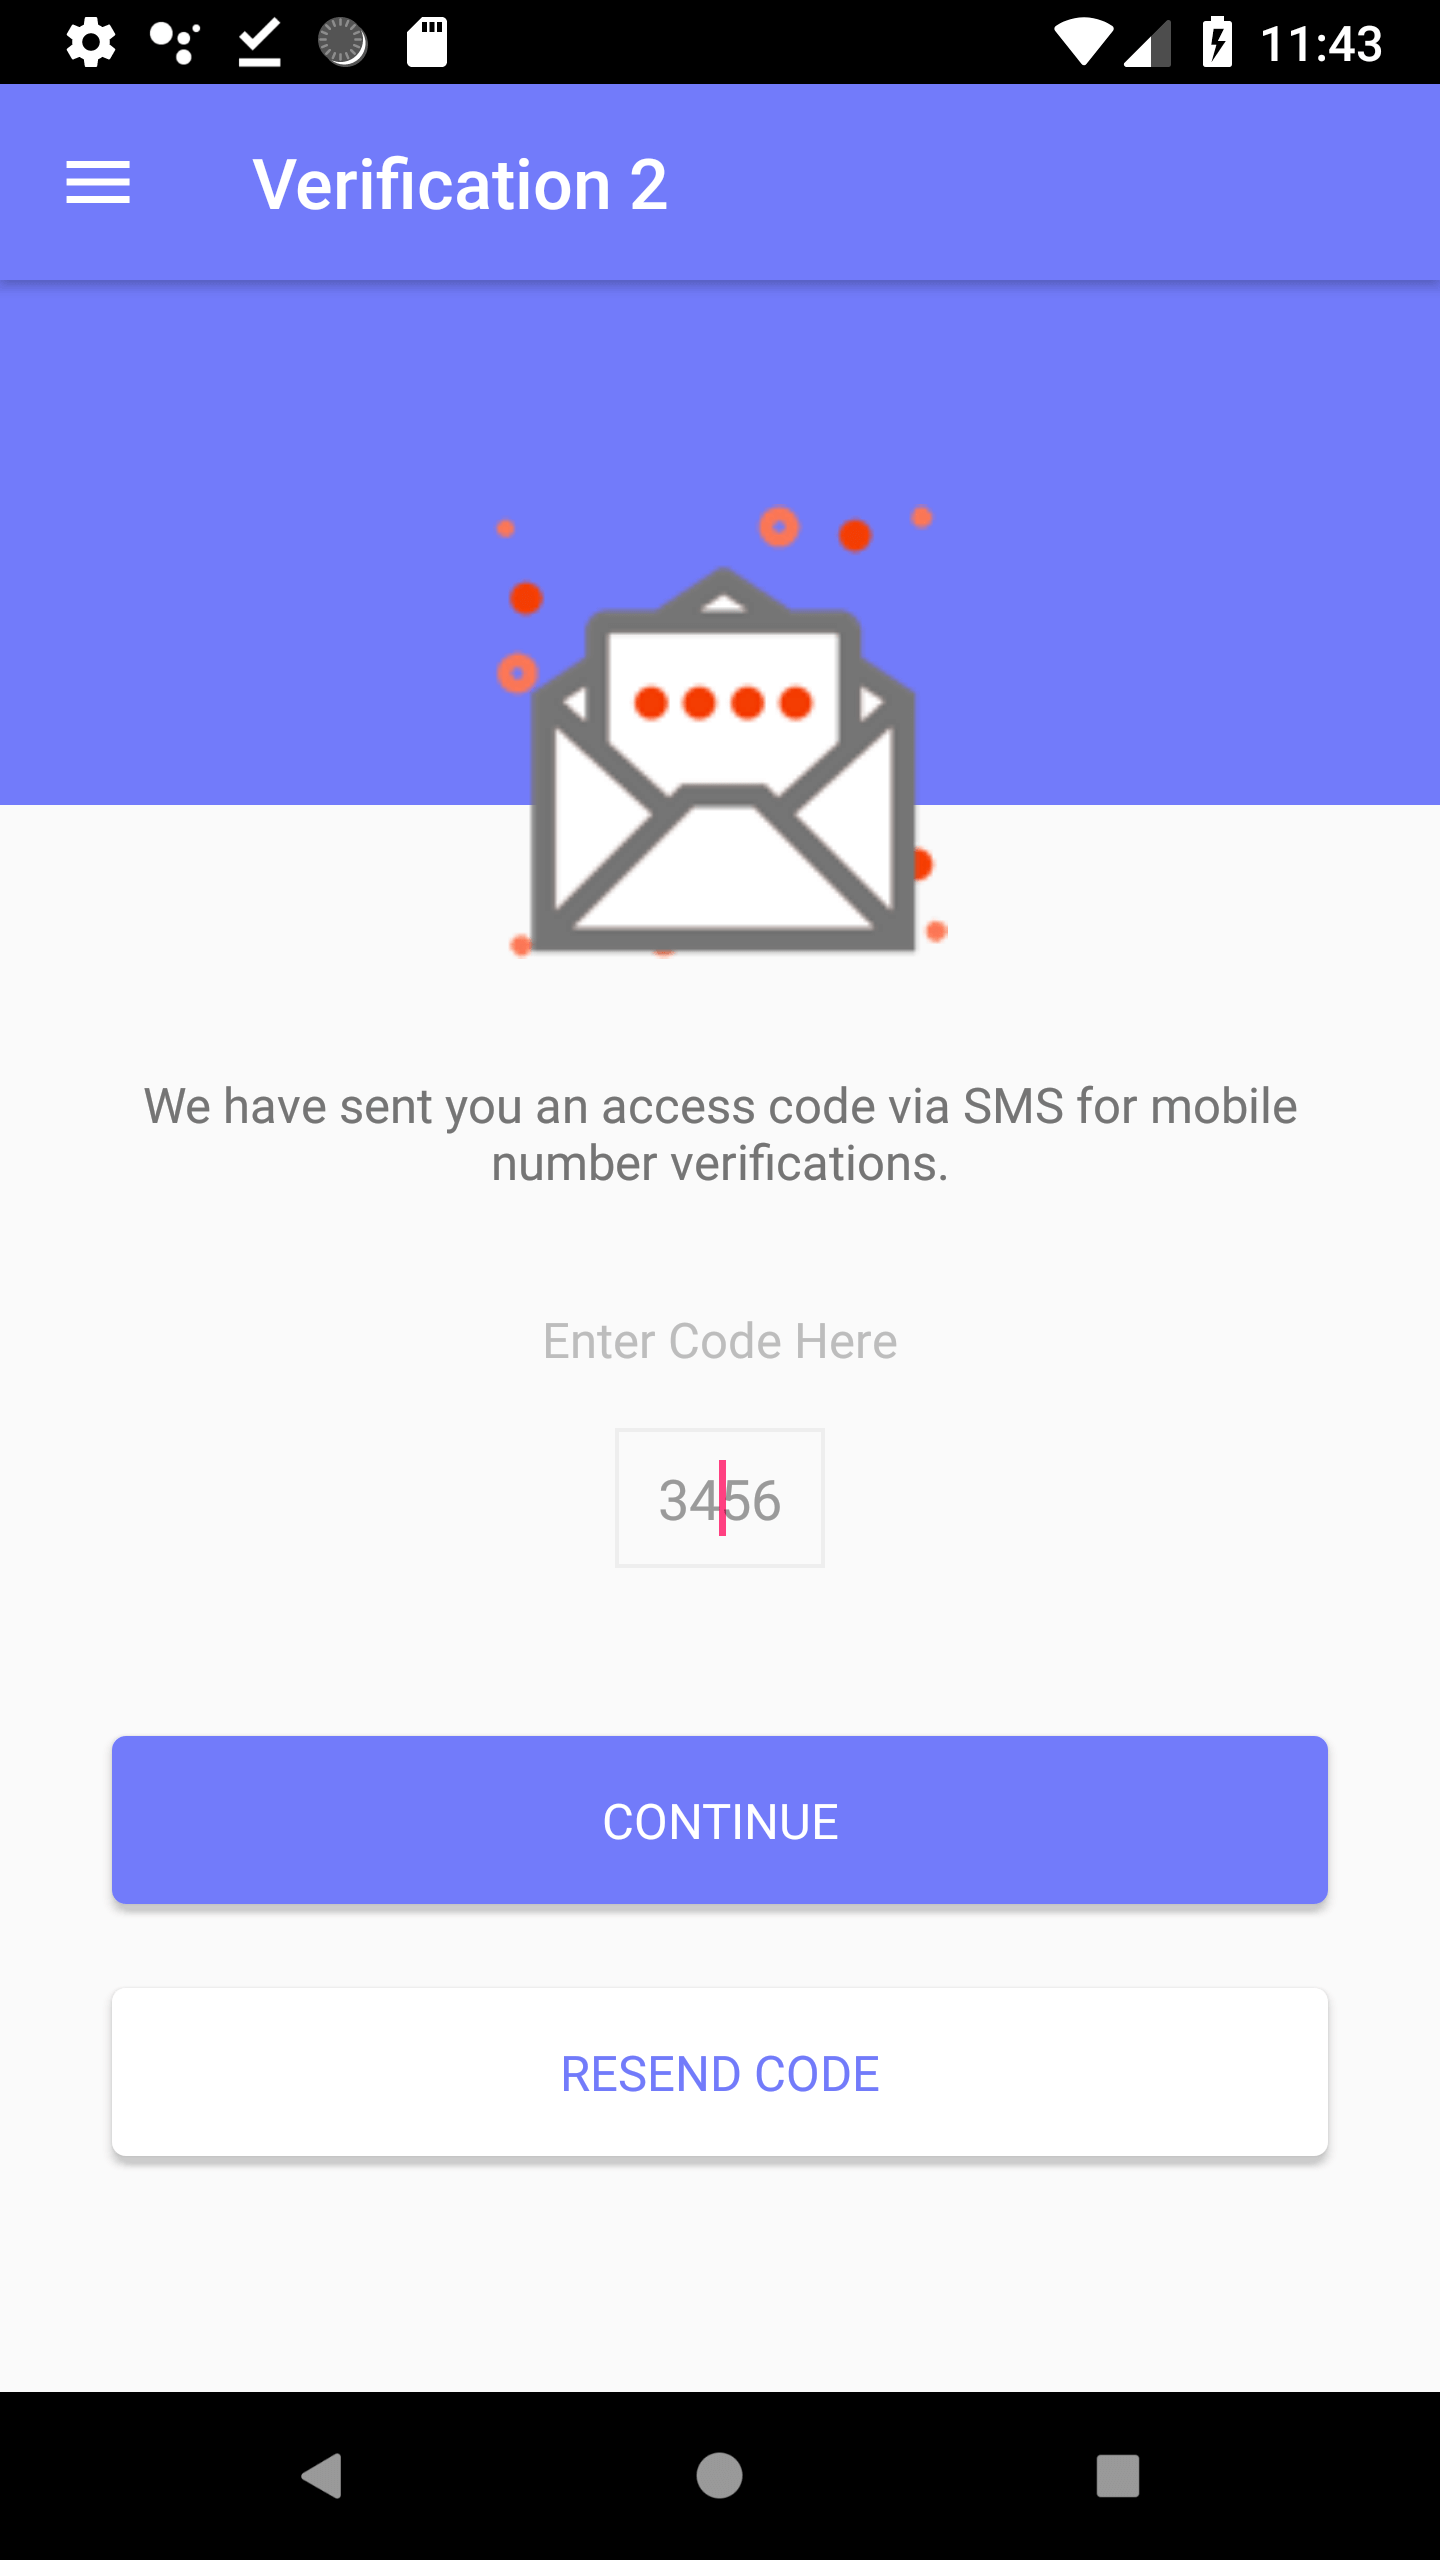 11:43
Verification 2
We have sent you an access code via SMS for mobile
number verifications.
Enter Code Here
3456
CONTINUE
RESEND CODE